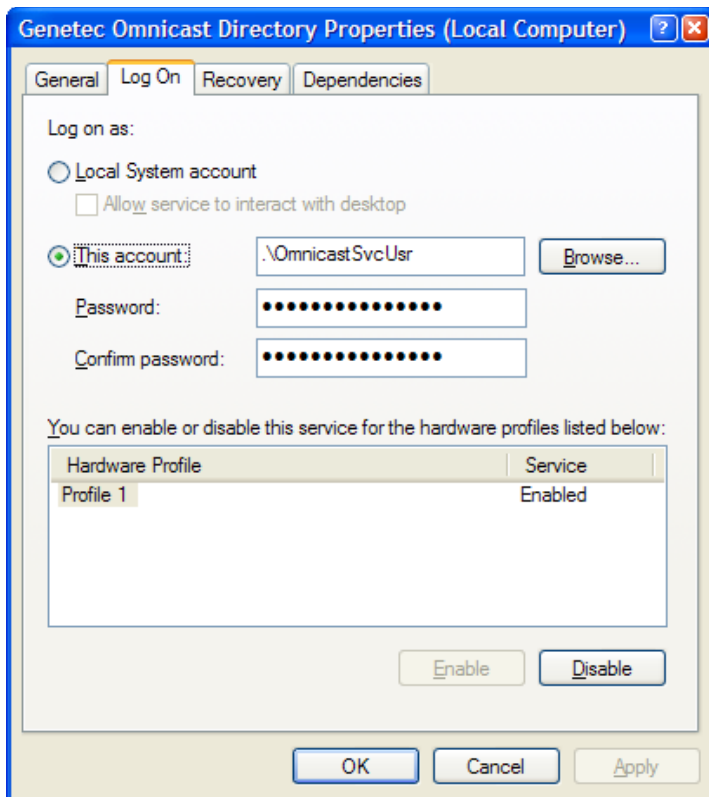 Genetec Omnicast Directory Properties (Local Computer)
General Log On Recovery Dependencies
Log on as:
Local System account
Allow service to interact with desktop
This account: .\OmnicastSvcUsr Browse...
Password: •••••••••••••••
Confirm password: •••••••••••••••
You can enable or disable this service for the hardware profiles listed below:
Hardware Profile Service
Profile 1 Enabled
Enable Disable
OK Cancel Apply